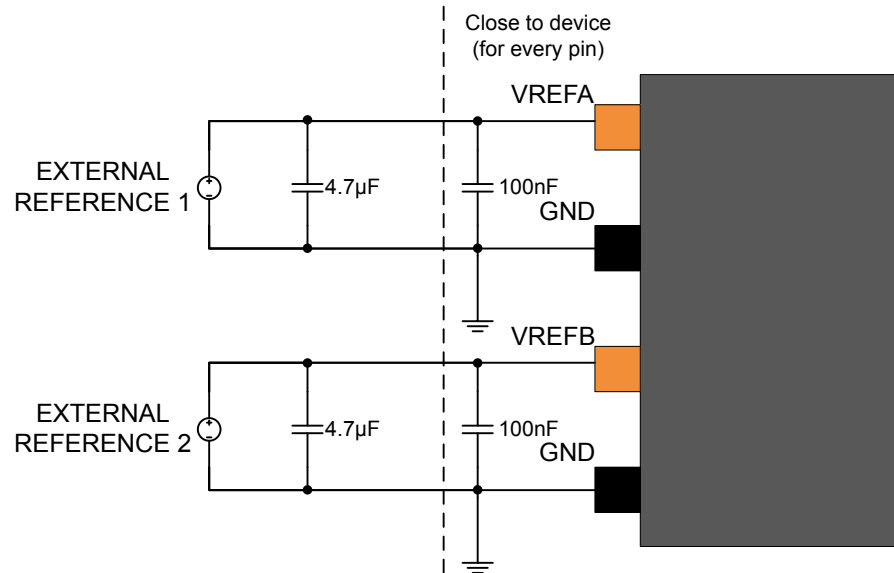 Close to device
(for every pin)
VREFA
EXTERNAL
REFERENCE 1
4.7µF
100nF
GND
VREFB
EXTERNAL
REFERENCE 2
4.7µF
100nF
GND